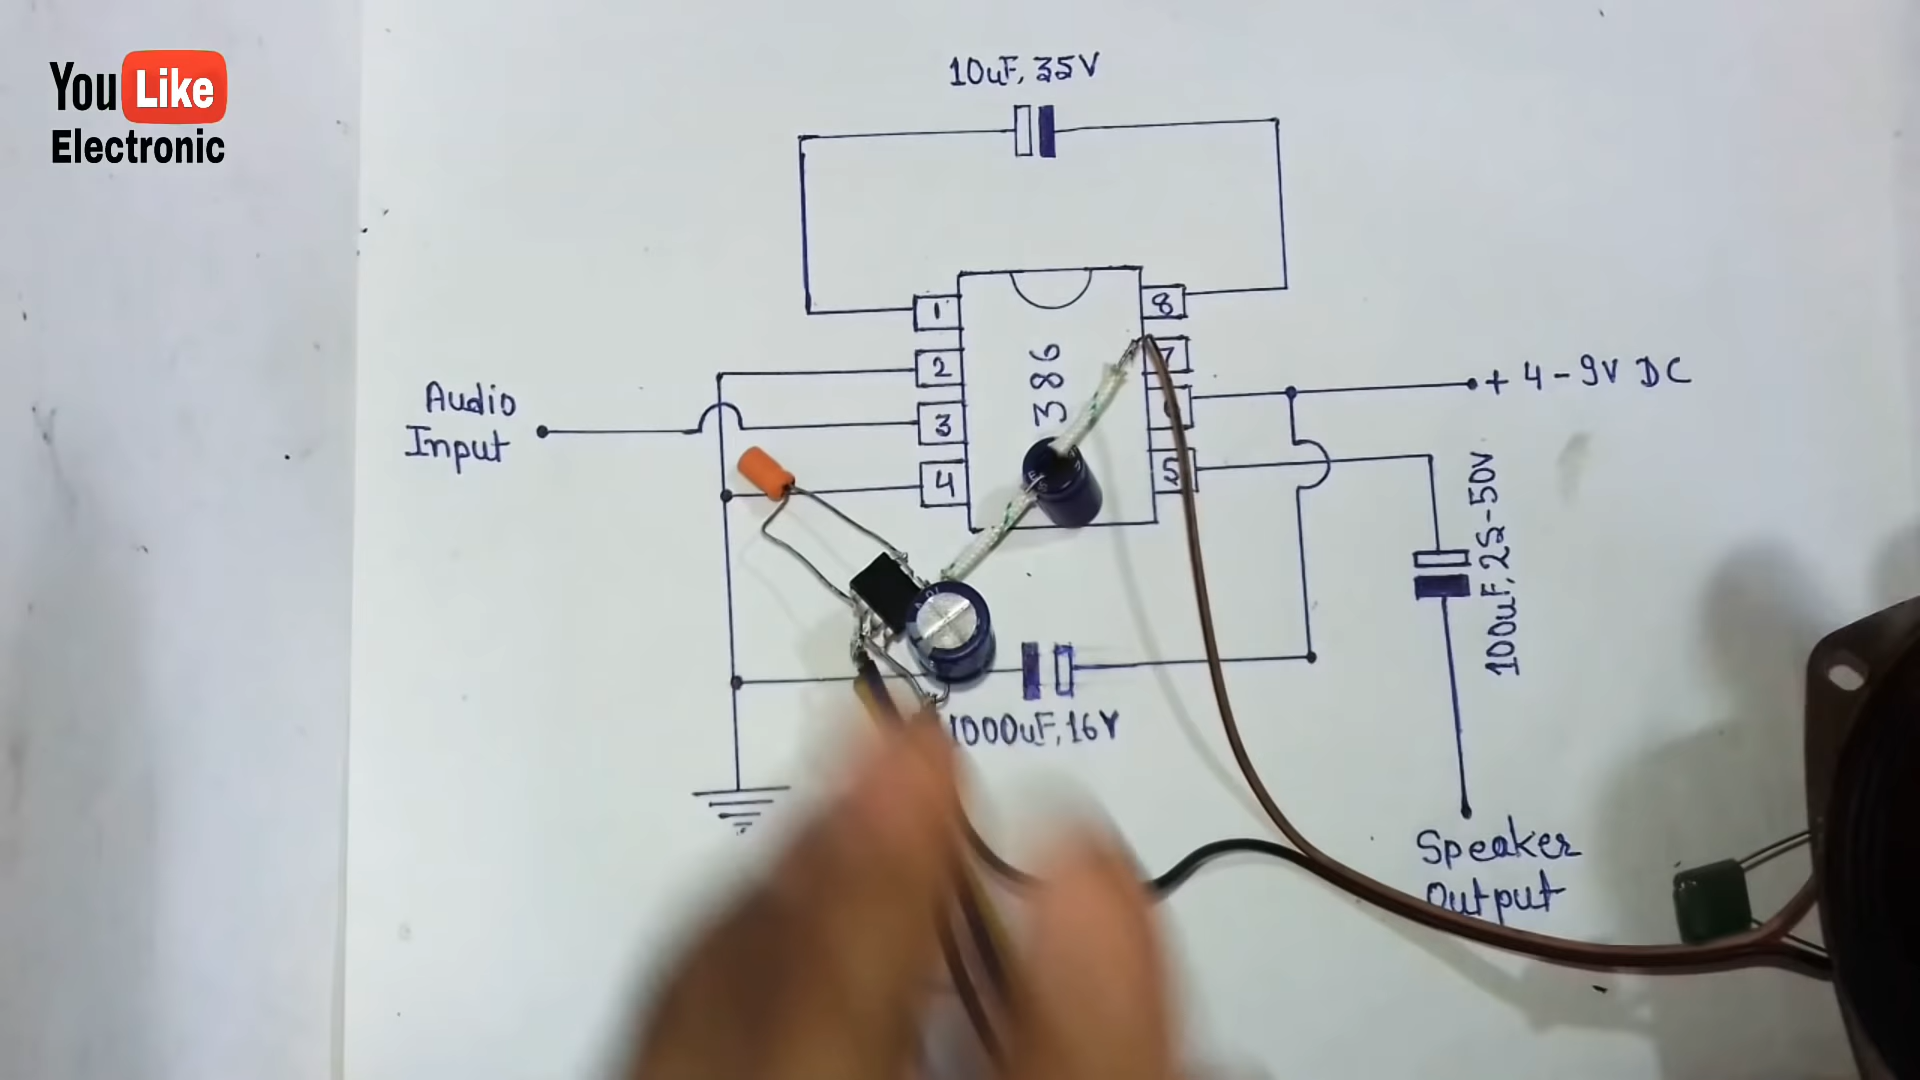 You Like
Electronic
10uF, 35V
1
8
2
7
386
+ 4-9V DC
Audio
Input
3
6
4
5
100uF, 25-50V
1000uF, 16V
Speaker
Output